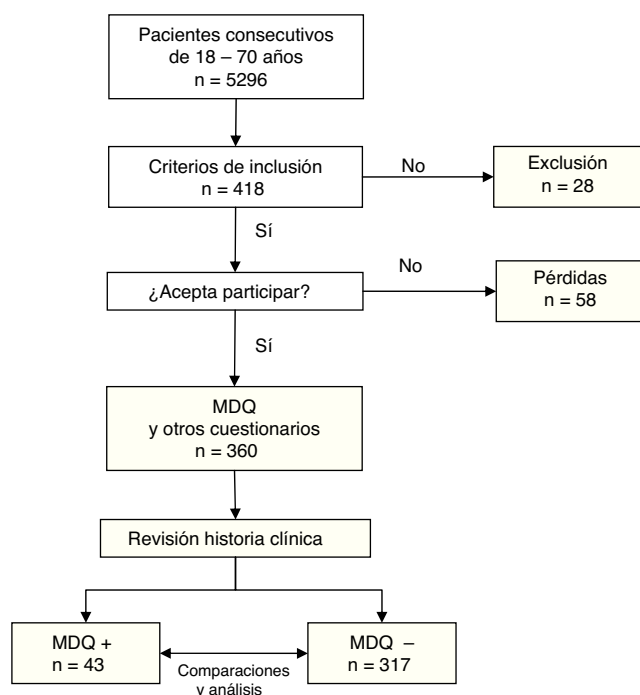 Pacientes consecutivos
de 18 – 70 años
n = 5296
Criterios de inclusión
n = 418
No
Exclusión
n = 28
Sí
¿Acepta participar?
No
Pérdidas
n = 58
Sí
MDQ
y otros cuestionarios
n = 360
Revisión historia clínica
MDQ +
n = 43
Comparaciones
y análisis
MDQ –
n = 317